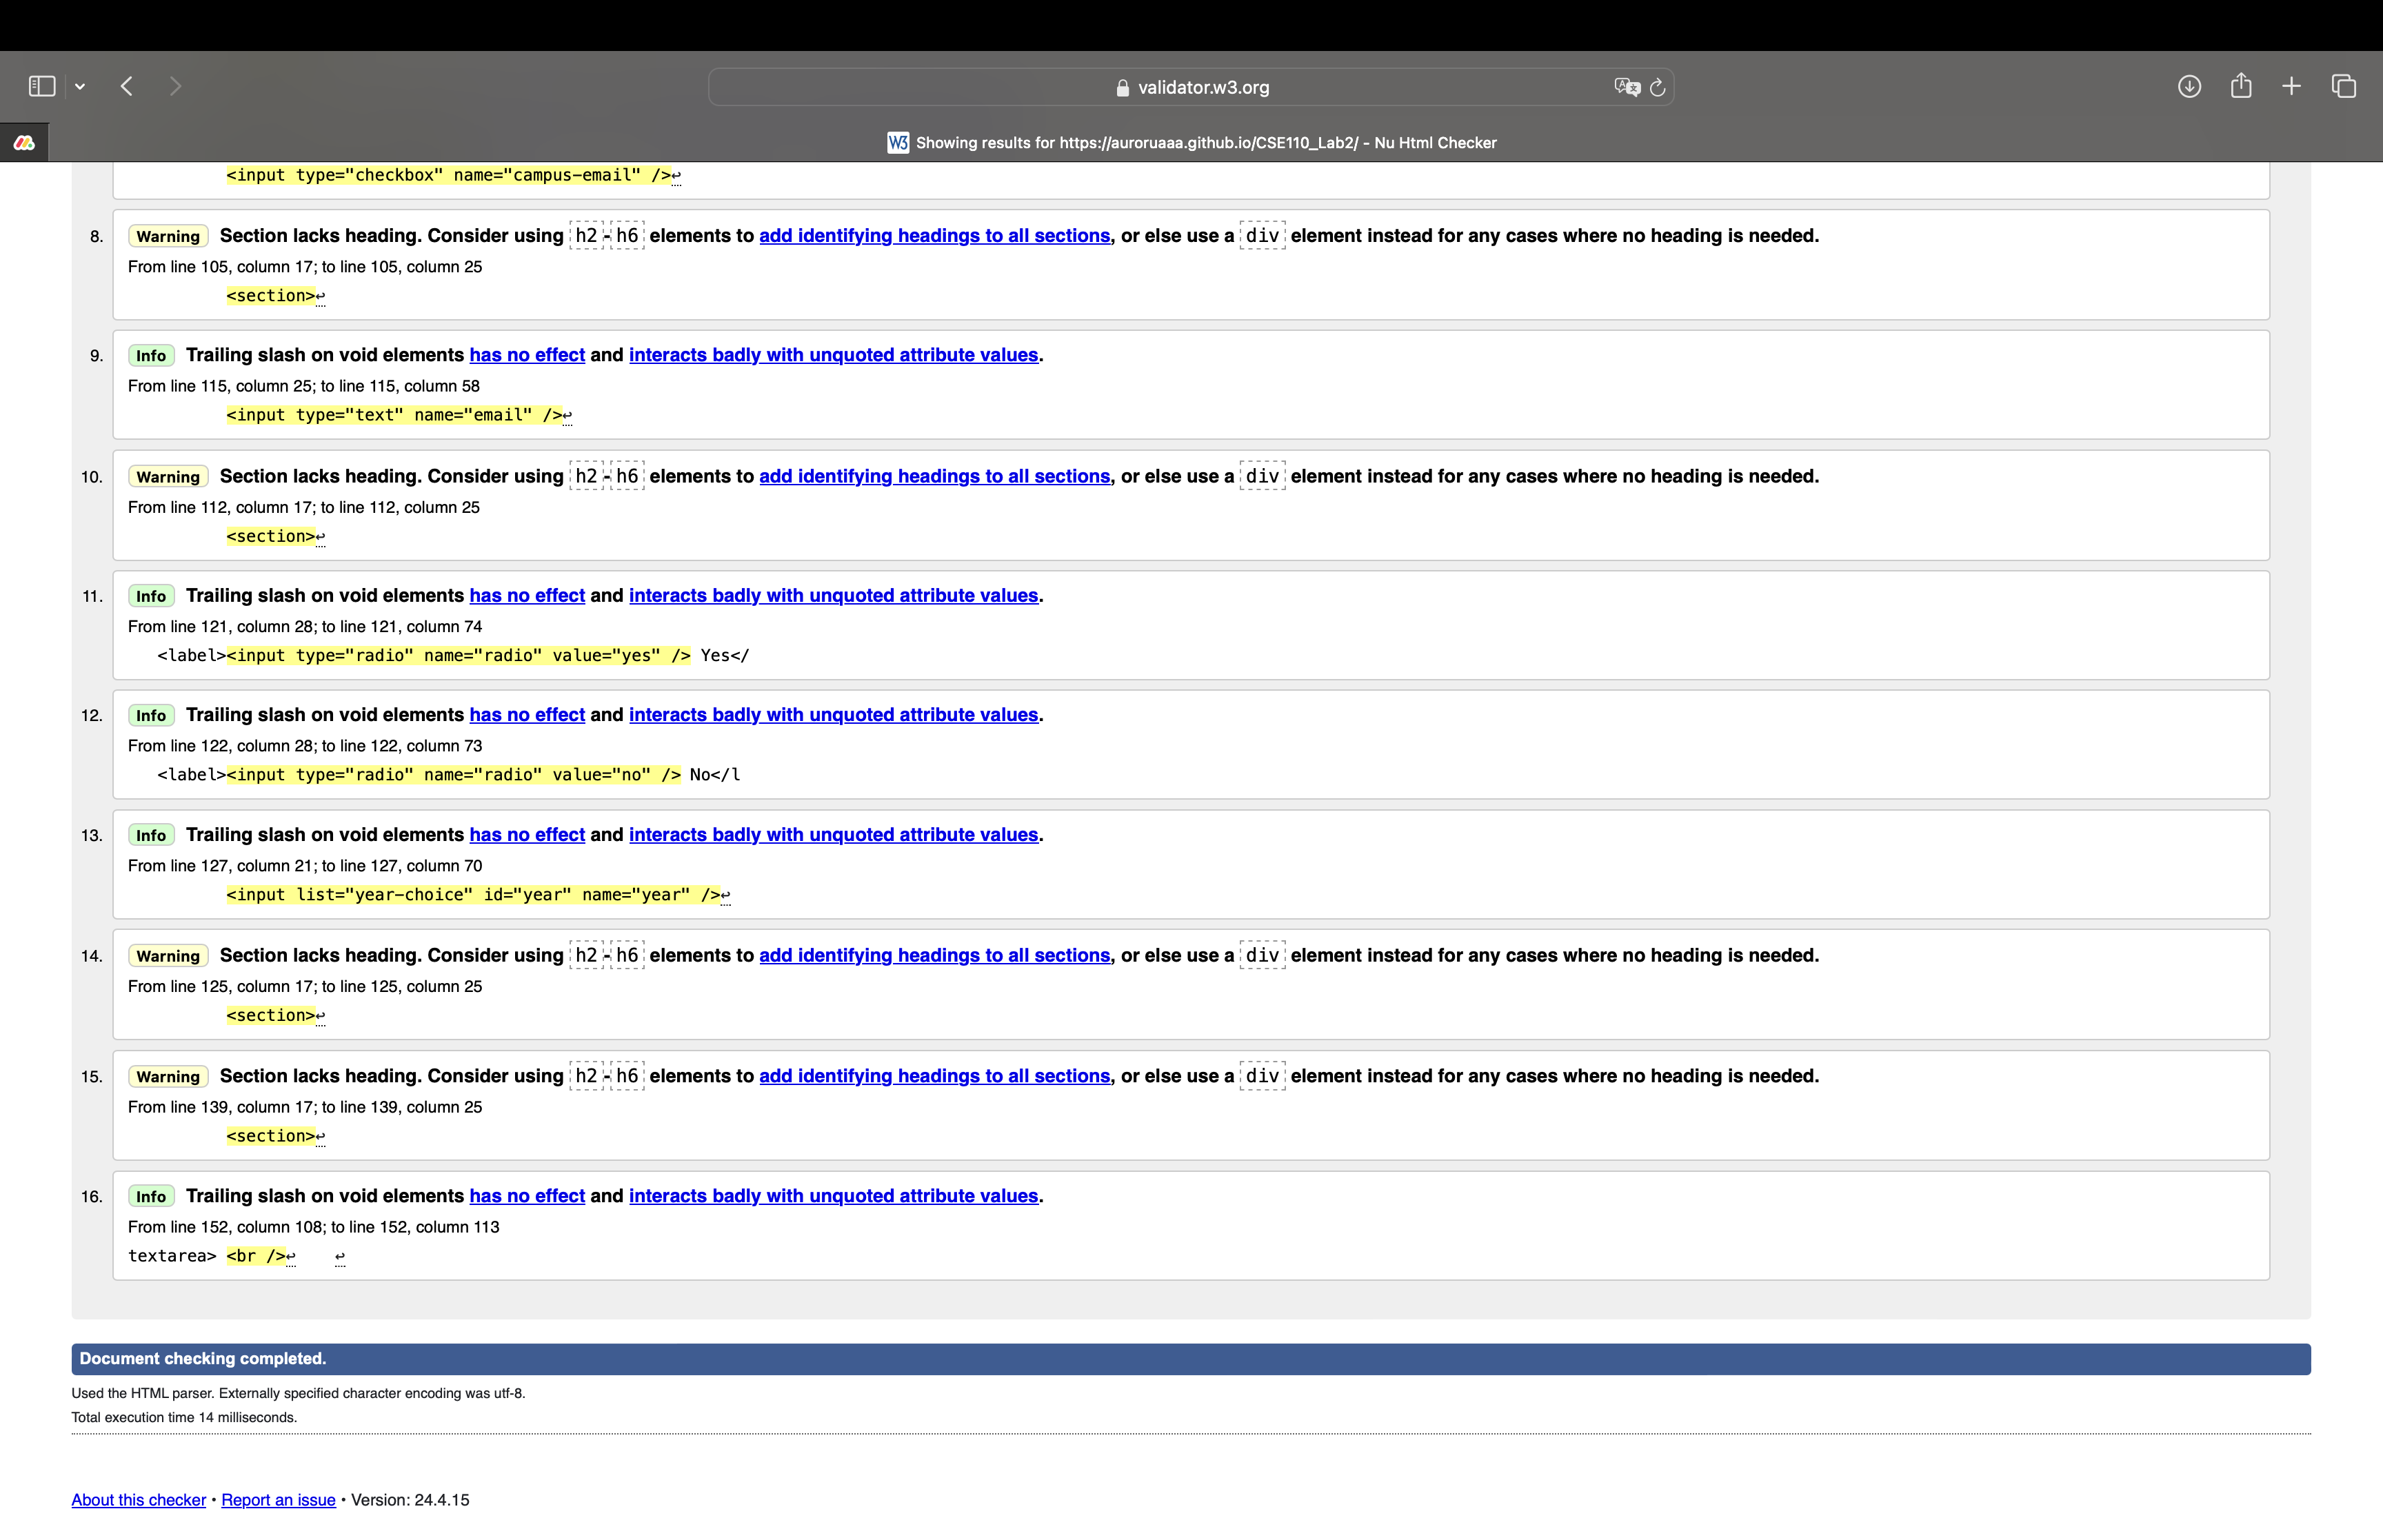 validator.w3.org
W3 Showing results for https://auroruaaa.github.io/CSE110_Lab2/ - Nu Html Checker
<input type="checkbox" name="campus-email" />↩
8. Warning Section lacks heading. Consider using h2-h6 elements to add identifying headings to all sections, or else use a div element instead for any cases where no heading is needed.
From line 105, column 17; to line 105, column 25
<section>↩
9. Info Trailing slash on void elements has no effect and interacts badly with unquoted attribute values.
From line 115, column 25; to line 115, column 58
<input type="text" name="email" />↩
10. Warning Section lacks heading. Consider using h2-h6 elements to add identifying headings to all sections, or else use a div element instead for any cases where no heading is needed.
From line 112, column 17; to line 112, column 25
<section>↩
11. Info Trailing slash on void elements has no effect and interacts badly with unquoted attribute values.
From line 121, column 28; to line 121, column 74
<label><input type="radio" name="radio" value="yes" /> Yes</
12. Info Trailing slash on void elements has no effect and interacts badly with unquoted attribute values.
From line 122, column 28; to line 122, column 73
<label><input type="radio" name="radio" value="no" /> No</l
13. Info Trailing slash on void elements has no effect and interacts badly with unquoted attribute values.
From line 127, column 21; to line 127, column 70
<input list="year-choice" id="year" name="year" />↩
14. Warning Section lacks heading. Consider using h2-h6 elements to add identifying headings to all sections, or else use a div element instead for any cases where no heading is needed.
From line 125, column 17; to line 125, column 25
<section>↩
15. Warning Section lacks heading. Consider using h2-h6 elements to add identifying headings to all sections, or else use a div element instead for any cases where no heading is needed.
From line 139, column 17; to line 139, column 25
<section>↩
16. Info Trailing slash on void elements has no effect and interacts badly with unquoted attribute values.
From line 152, column 108; to line 152, column 113
textarea> <br />↩ ↩
Document checking completed.
Used the HTML parser. Externally specified character encoding was utf-8.
Total execution time 14 milliseconds.
About this checker • Report an issue • Version: 24.4.15